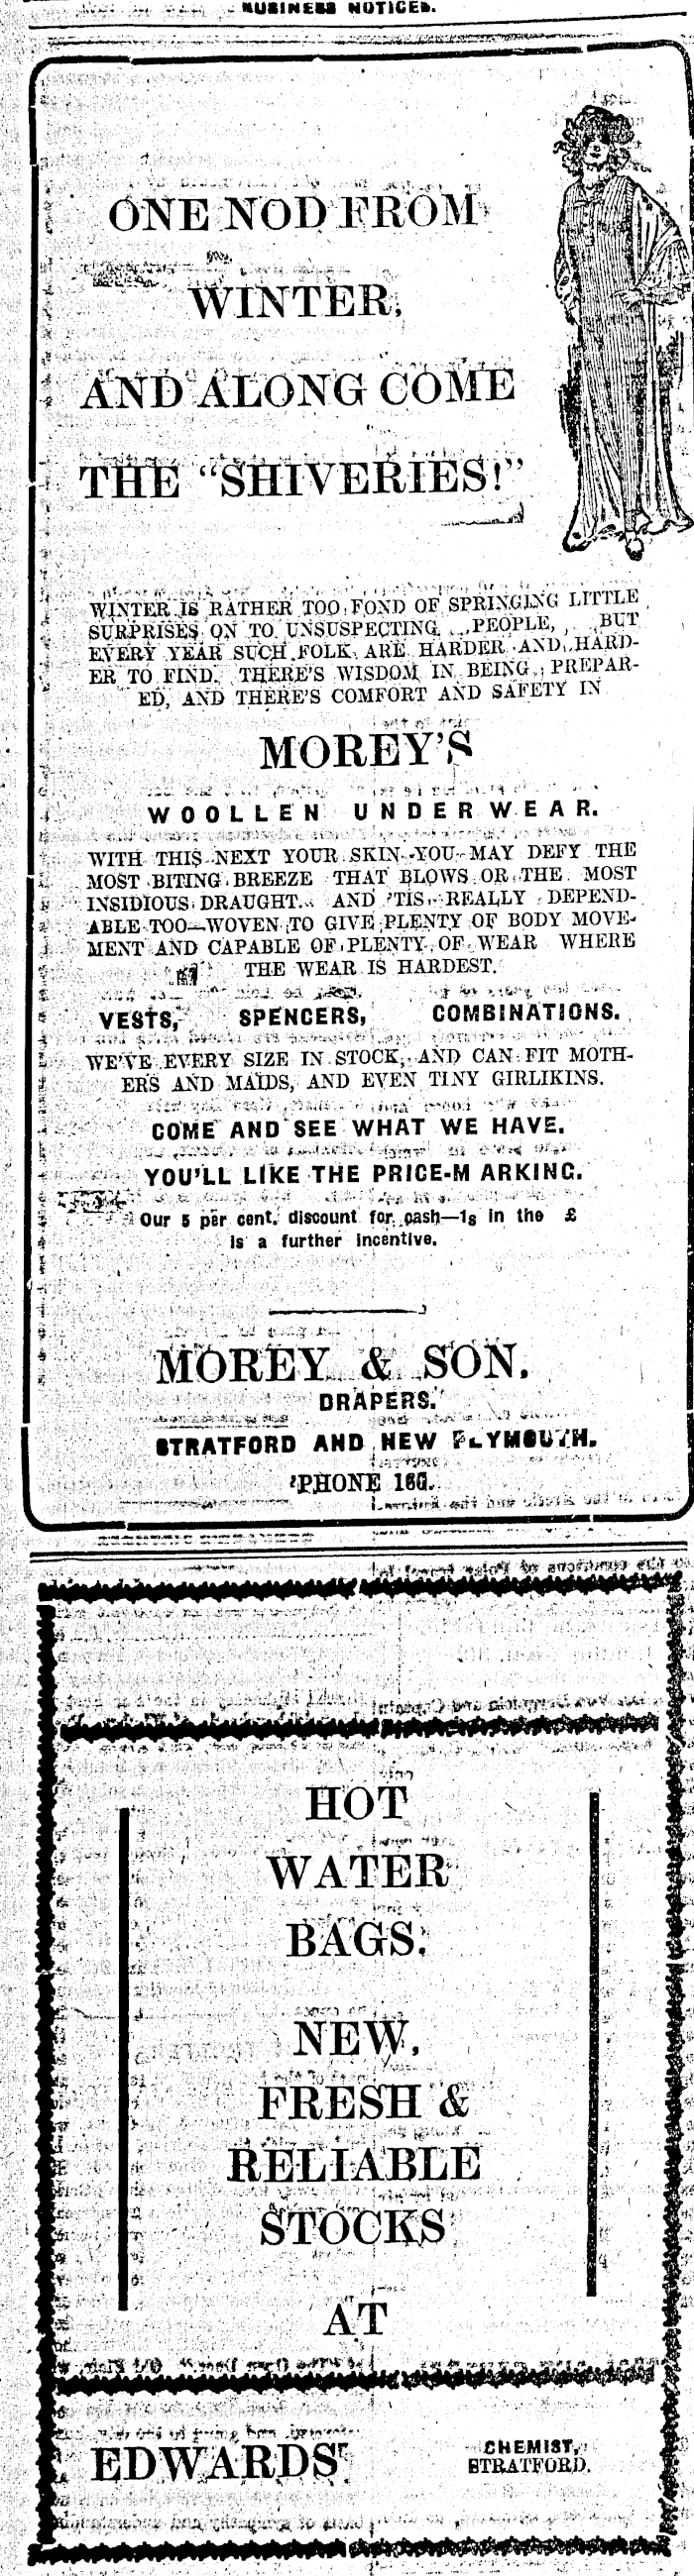 BUSINESS NOTICES.
ONE NOD FROM
WINTER,
AND ALONG COME
THE "SHIVERIES!"
WINTER IS RATHER TOO FOND OF SPRINGING LITTLE
SURPRISES ON TO UNSUSPECTING PEOPLE, BUT
EVERY YEAR SUCH FOLK ARE HARDER AND HARD-
ER TO FIND. THERE'S WISDOM IN BEING PREPAR-
ED, AND THERE'S COMFORT AND SAFETY IN
MOREY'S
WOOLLEN UNDERWEAR.
WITH THIS NEXT YOUR SKIN YOU MAY DEFY THE
MOST BITING BREEZE THAT BLOWS OR THE MOST
INSIDIOUS DRAUGHT. AND 'TIS REALLY DEPEND-
ABLE TOO—WOVEN TO GIVE PLENTY OF BODY MOVE-
MENT AND CAPABLE OF PLENTY OF WEAR WHERE
THE WEAR IS HARDEST.
VESTS, SPENCERS, COMBINATIONS.
WE'VE EVERY SIZE IN STOCK, AND CAN FIT MOTH-
ERS AND MAIDS, AND EVEN TINY GIRLIKINS.
COME AND SEE WHAT WE HAVE.
YOU'LL LIKE THE PRICE-M ARKING.
Our 5 per cent. discount for cash—1s in the £
is a further incentive.
MOREY & SON.
DRAPERS.
STRATFORD AND NEW PLYMOUTH.
'PHONE 160.
HOT
WATER
BAGS.
NEW,
FRESH &
RELIABLE
STOCKS
AT
EDWARDS' CHEMIST,
STRATFORD.